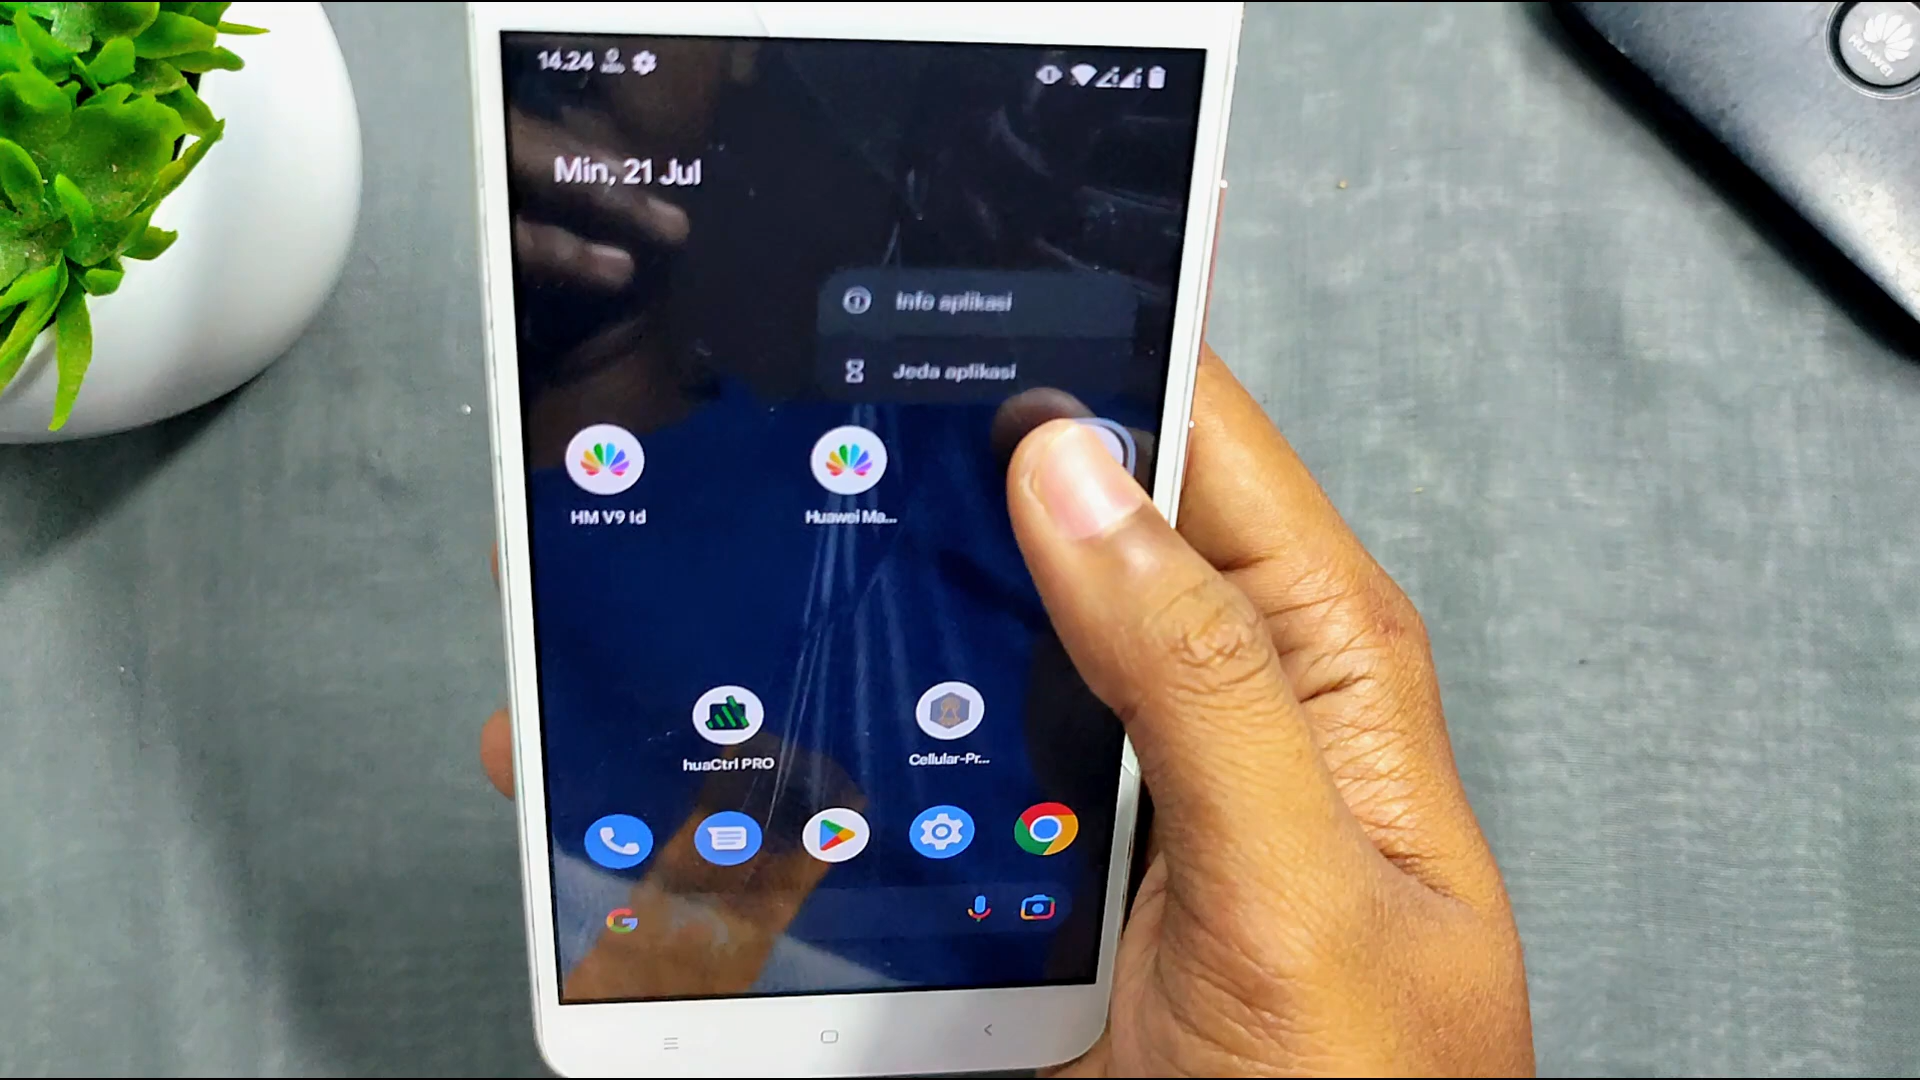 14.24
Min, 21 Jul
Info aplikasi
Jeda aplikasi
HM V9 Id
Huawei Ma...
huaCtrl PRO
Cellular-Pr...
G
HUAWEI